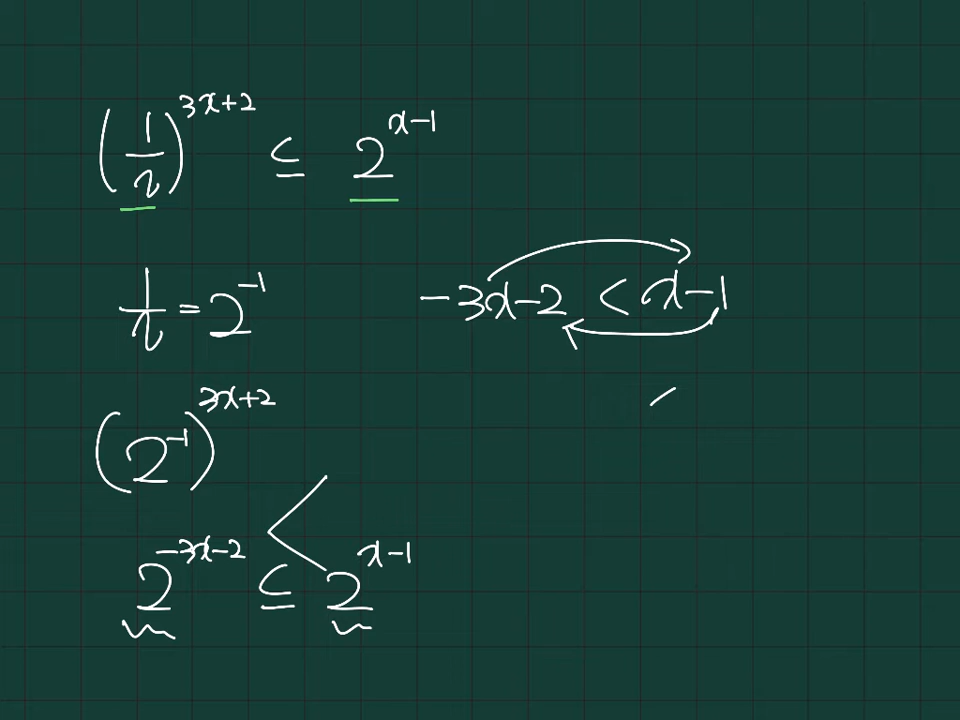 (1/2)^(3x+2) ≤ 2^(x-1)
1/2 = 2^(-1)
-3x-2 < x-1
(2^(-1))^(3x+2)
<
2^(-3x-2) ≤ 2^(x-1)